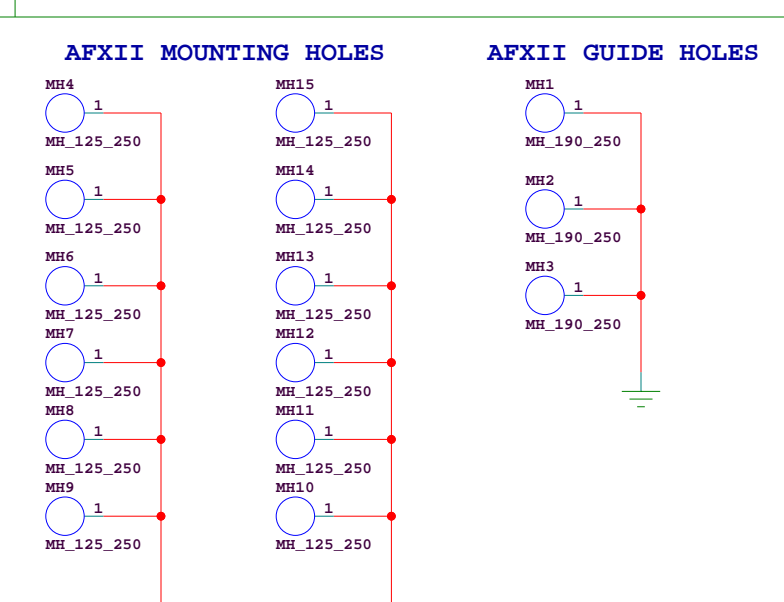 AFXII MOUNTING HOLES
MH4
1
MH_125_250
MH5
1
MH_125_250
MH6
1
MH_125_250
MH7
1
MH_125_250
MH8
1
MH_125_250
MH9
1
MH_125_250
MH15
1
MH_125_250
MH14
1
MH_125_250
MH13
1
MH_125_250
MH12
1
MH_125_250
MH11
1
MH_125_250
MH10
1
MH_125_250
AFXII GUIDE HOLES
MH1
1
MH_190_250
MH2
1
MH_190_250
MH3
1
MH_190_250